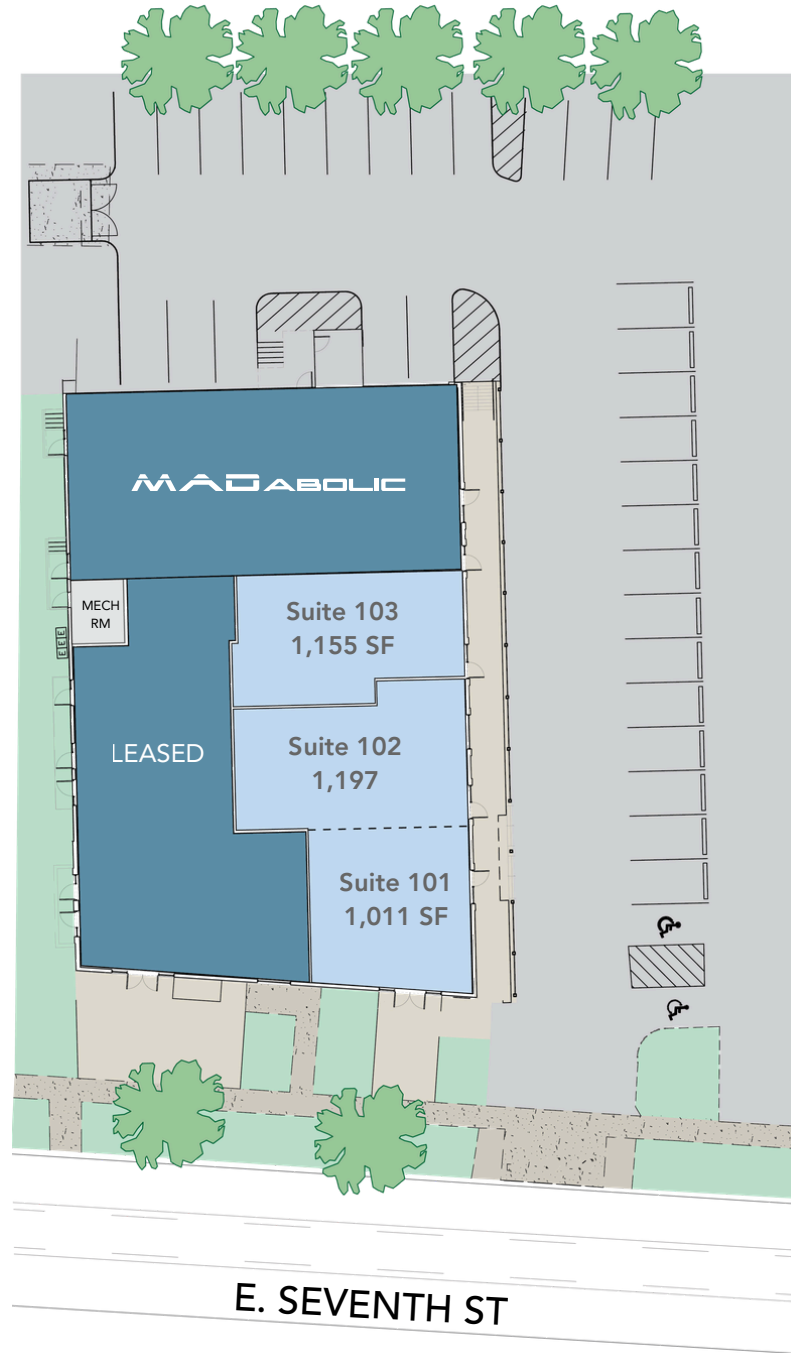 MADABOLIC
MECH
RM
Suite 103
1,155 SF
LEASED
Suite 102
1,197
Suite 101
1,011 SF
E. SEVENTH ST